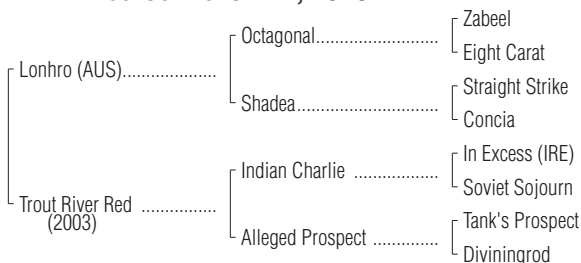 Zabeel
Octagonal..............................
Eight Carat
Lonhro (AUS)....................
Straight Strike
Shadea...................................
Concia
In Excess (IRE)
Indian Charlie .....................
Soviet Sojourn
Trout River Red ................
(2003)
Tank's Prospect
Alleged Prospect ................
Diviningrod